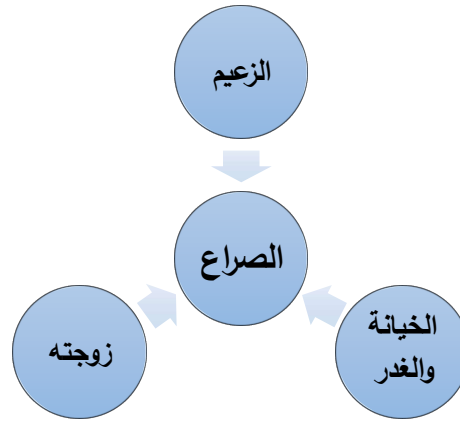 الزعيم
الصراع
الخيانة
والغدر
زوجته